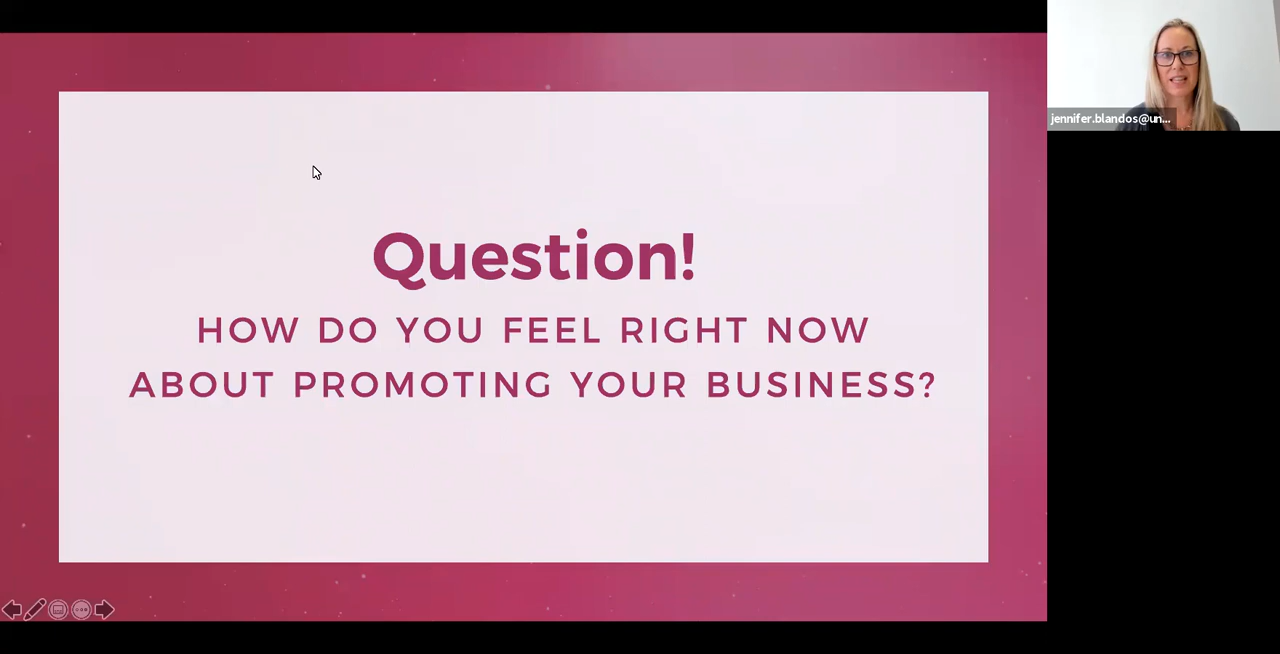 Question!
HOW DO YOU FEEL RIGHT NOW
ABOUT PROMOTING YOUR BUSINESS?
jennifer.blandos@un...